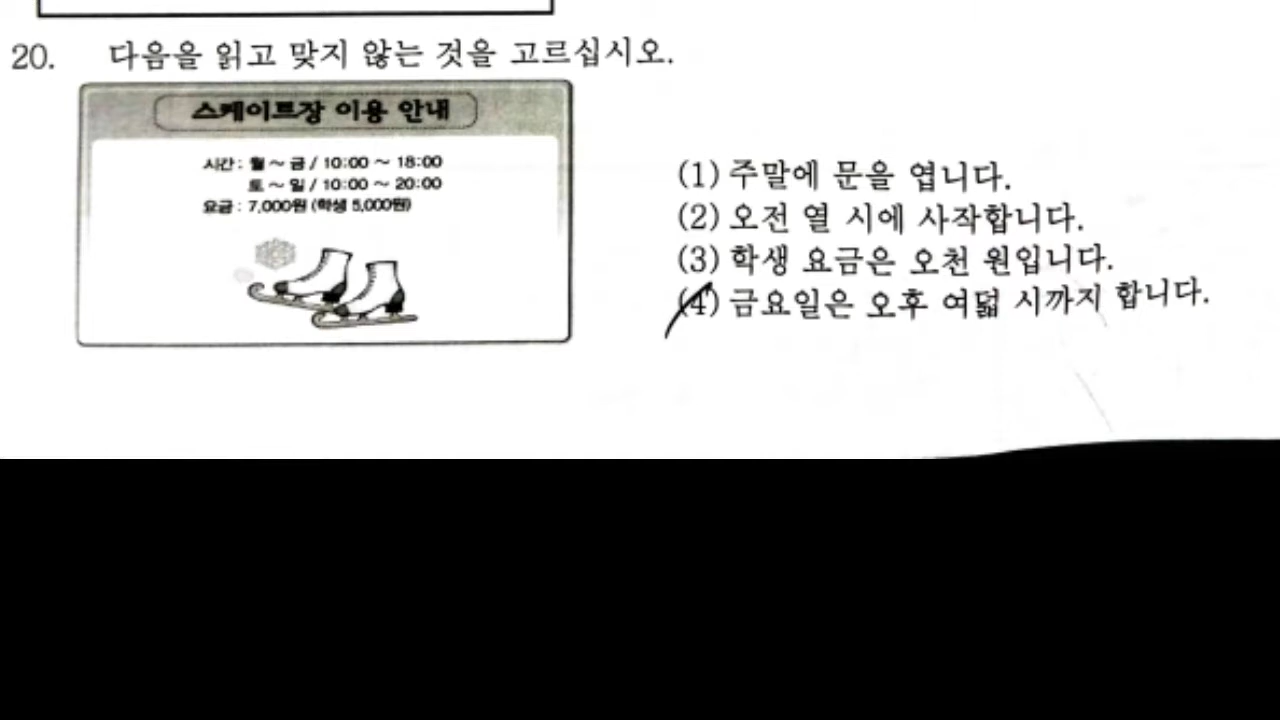 20. 다음을 읽고 맞지 않는 것을 고르십시오.
스케이트장 이용 안내
시간 : 월 ~ 금 / 10:00 ~ 18:00
토 ~ 일 / 10:00 ~ 20:00
요금 : 7,000원 (학생 5,000원)
(1) 주말에 문을 엽니다.
(2) 오전 열 시에 사작합니다.
(3) 학생 요금은 오천 원입니다.
(4) 금요일은 오후 여덟 시까지 합니다.